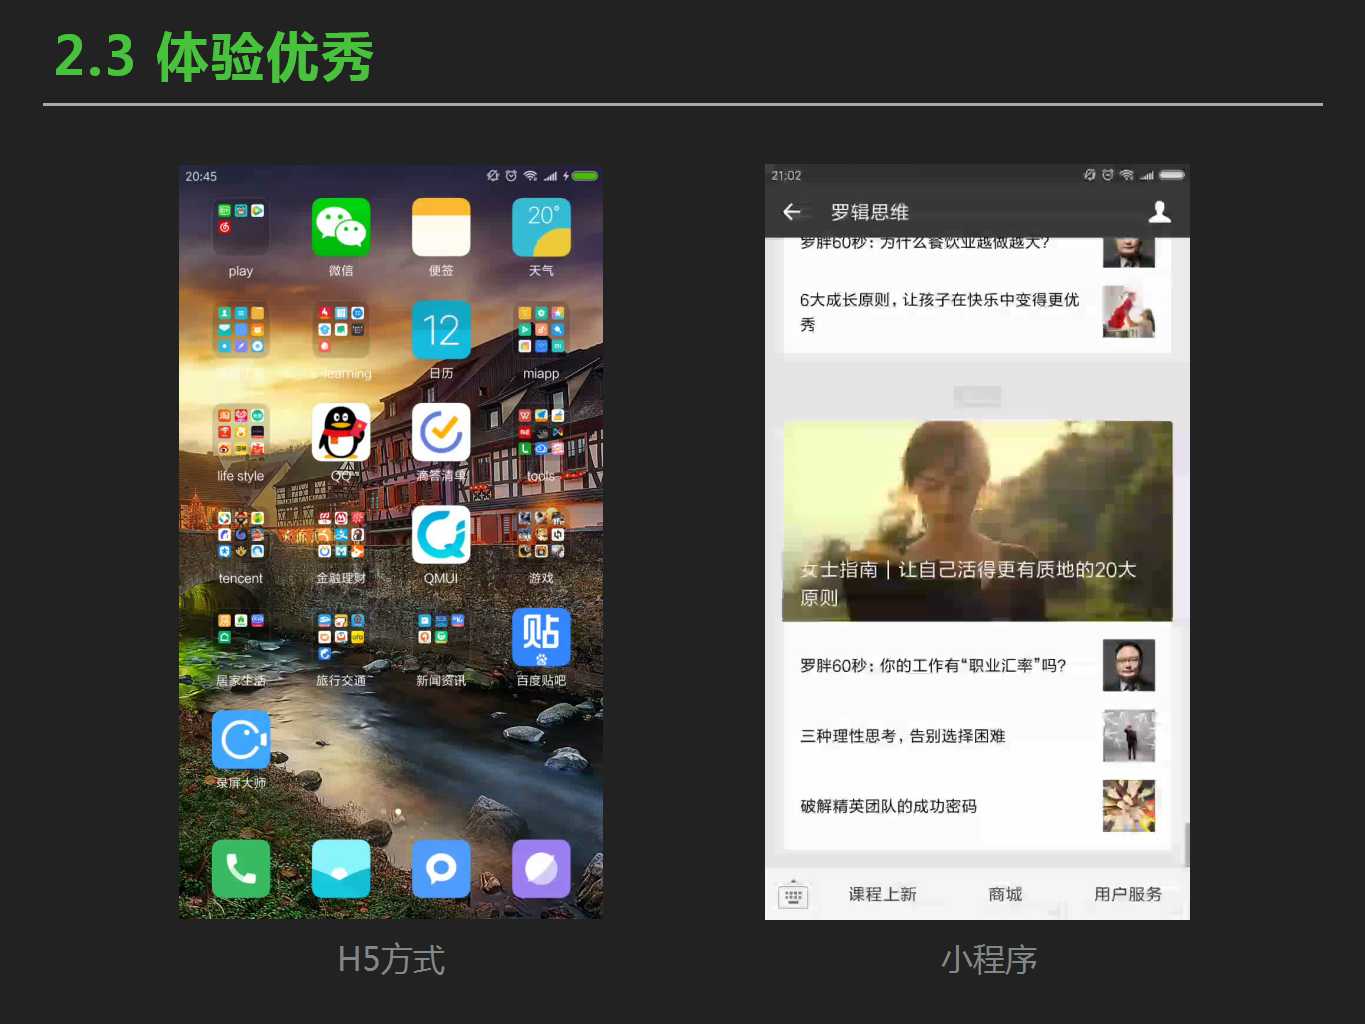 2.3 体验优秀
20:45
play
微信
便签
天气
20°
12
e-learning
日历
miapp
life style
QQ
滴答清单
tools
tencent
金融理财
QMUI
游戏
贴
居家生活
旅行交通
新闻资讯
百度贴吧
录屏大师
H5方式
21:02
罗辑思维
罗胖60秒：为什么餐饮业越做越大？
6大成长原则，让孩子在快乐中变得更优
秀
女士指南｜让自己活得更有质地的20大
原则
罗胖60秒：你的工作有“职业汇率”吗？
三种理性思考，告别选择困难
破解精英团队的成功密码
课程上新
商城
用户服务
小程序